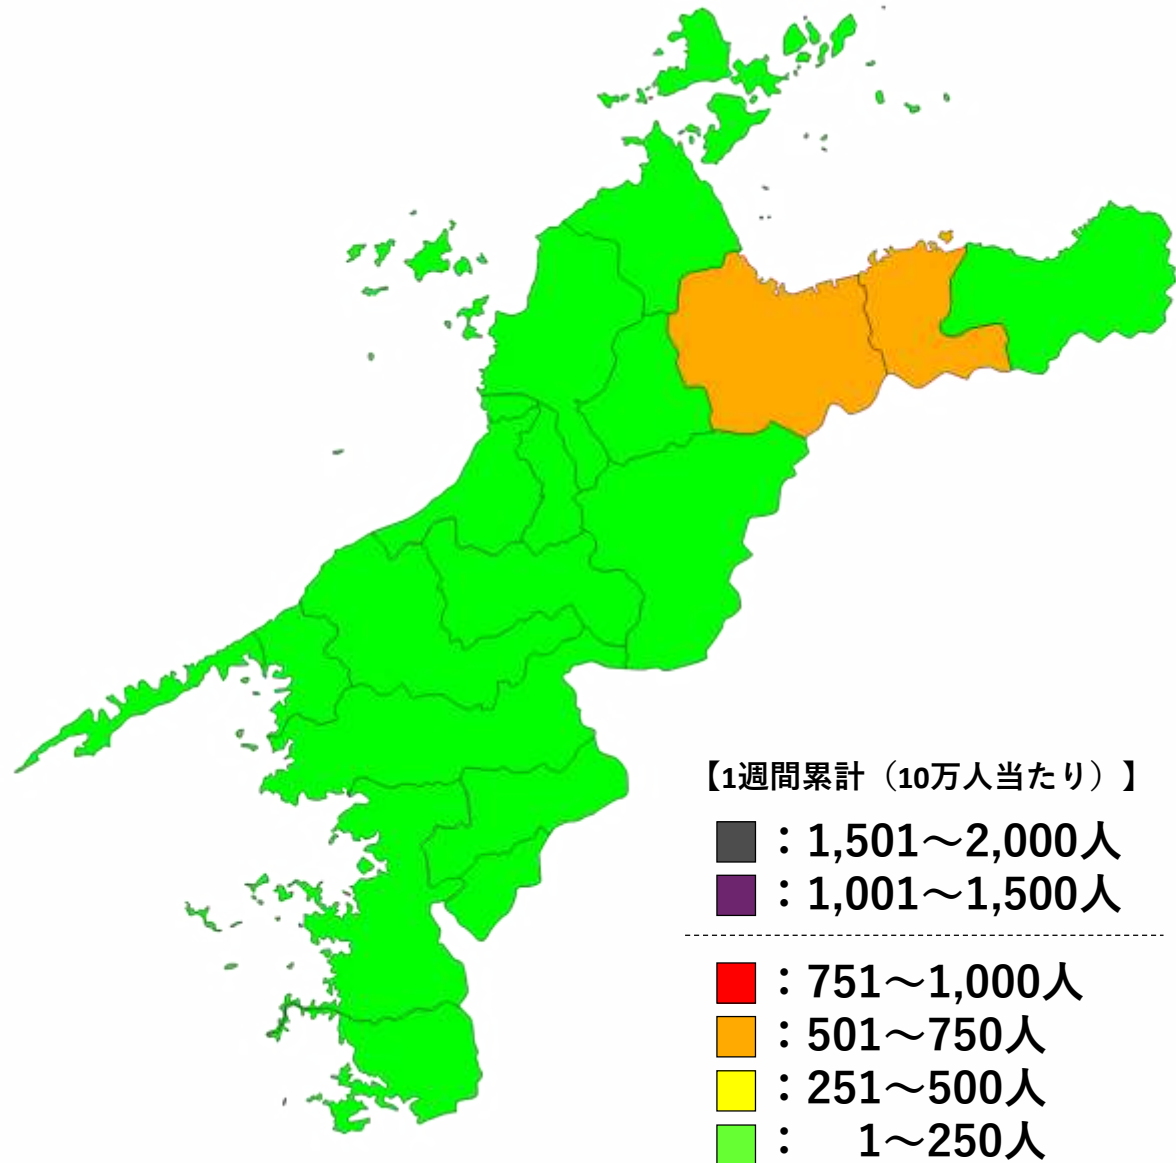 【1週間累計（10万人当たり）】
：1,501～2,000人
：1,001～1,500人
：751～1,000人
：501～750人
：251～500人
：　1～250人